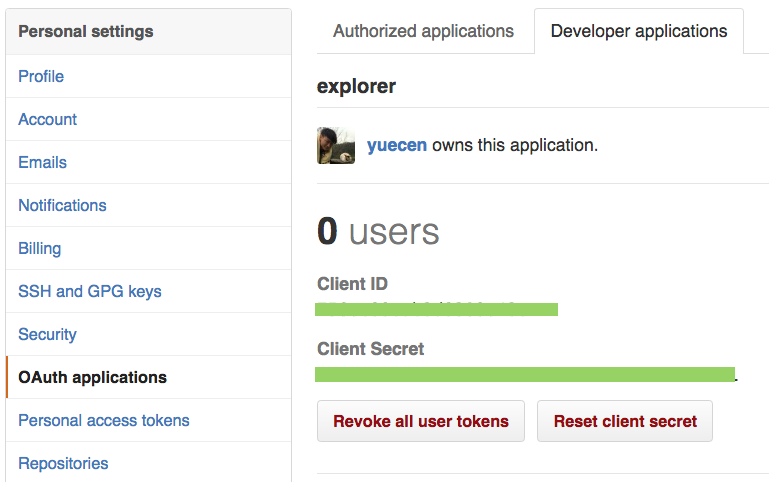 Personal settings
Profile
Account
Emails
Notifications
Billing
SSH and GPG keys
Security
OAuth applications
Personal access tokens
Repositories
Authorized applications
Developer applications
explorer
yuecen owns this application.
0 users
Client ID
Client Secret
Revoke all user tokens
Reset client secret